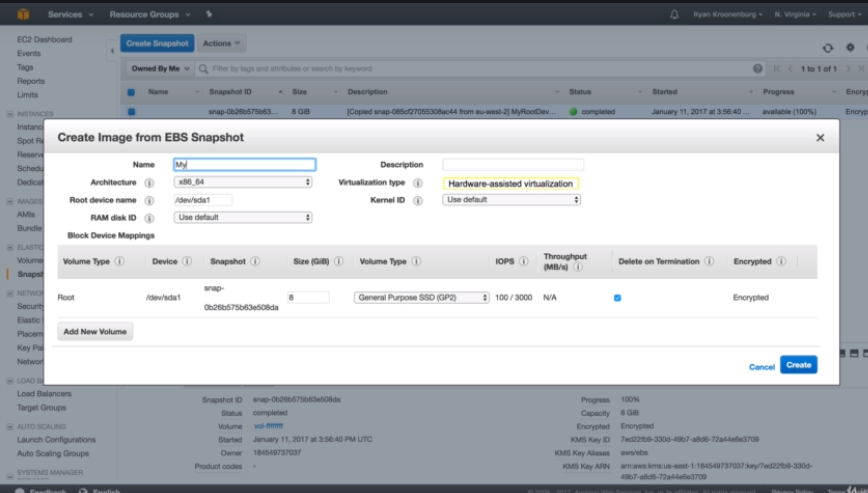 Services Resource Groups Ryan Kroonenburg N. Virginia Support
EC2 Dashboard
Events
Tags
Reports
Limits
Create Snapshot Actions
Owned By Me Filter by tags and attributes or search by keyword 1 to 1 of 1
Name Snapshot ID Size Description Status Started Progress Encryp
snap-0b26b575b63... 8 GiB [Copied snap-085cf27055308ac44 from eu-west-2] MyRootDev... completed January 11, 2017 at 3:56:40 ... available (100%) Encryp
INSTANCES
Instanc
Spot Re
Reserve
Schedu
Dedicat
IMAGES
AMIs
Bundle
ELASTIC
Volume
Snapsh
NETWOR
Security
Elastic
Placem
Key Pai
Networ
LOAD BA
Load Balancers
Target Groups
AUTO SCALING
Launch Configurations
Auto Scaling Groups
SYSTEMS MANAGER
Create Image from EBS Snapshot
Name My Description
Architecture x86_64 Virtualization type Hardware-assisted virtualization
Root device name /dev/sda1 Kernel ID Use default
RAM disk ID Use default
Block Device Mappings
Volume Type Device Snapshot Size (GiB) Volume Type IOPS Throughput (MB/s) Delete on Termination Encrypted
Root /dev/sda1 snap-0b26b575b63e508da 8 General Purpose SSD (GP2) 100 / 3000 N/A Encrypted
Add New Volume
Cancel Create
Snapshot ID snap-0b26b575b63e508da Progress 100%
Status completed Capacity 8 GiB
Volume vol-ffffffff Encrypted Encrypted
Started January 11, 2017 at 3:56:40 PM UTC KMS Key ID 7ed22fb9-330d-49b7-a8d6-72a44e6e3709
Owner 184549737037 KMS Key Aliases aws/ebs
Product codes - KMS Key ARN arn:aws:kms:us-east-1:184549737037:key/7ed22fb9-330d-
49b7-a8d6-72a44e6e3709
Feedback English Privacy Policy